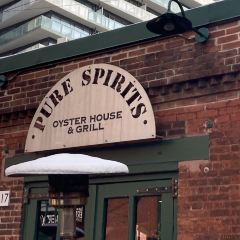 PURE SPIRITS
OYSTER HOUSE
& GRILL
17